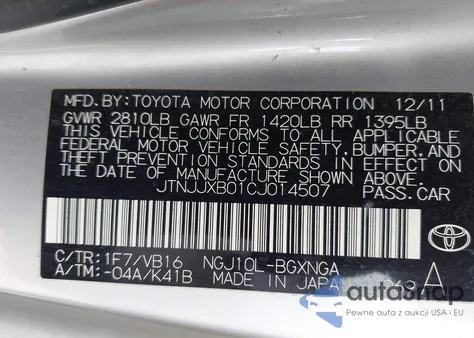 MFD. BY: TOYOTA MOTOR CORPORATION 12/11
GVWR 2810LB GAWR FR 1420LB RR 1395LB
THIS VEHICLE CONFORMS TO ALL APPLICABLE
FEDERAL MOTOR VEHICLE SAFETY, BUMPER, AND
THEFT PREVENTION STANDARDS IN EFFECT ON
THE DATE OF MANUFACTURE SHOWN ABOVE.
JTNJJXB01CJ014507 PASS.CAR
C/TR: 1F7/VB16 NGJ10L-BGXNGA
A/TM: -04A/K41B MADE IN JAPAN
TOYOTA
autashop
Pewne auta z aukcji USA i EU